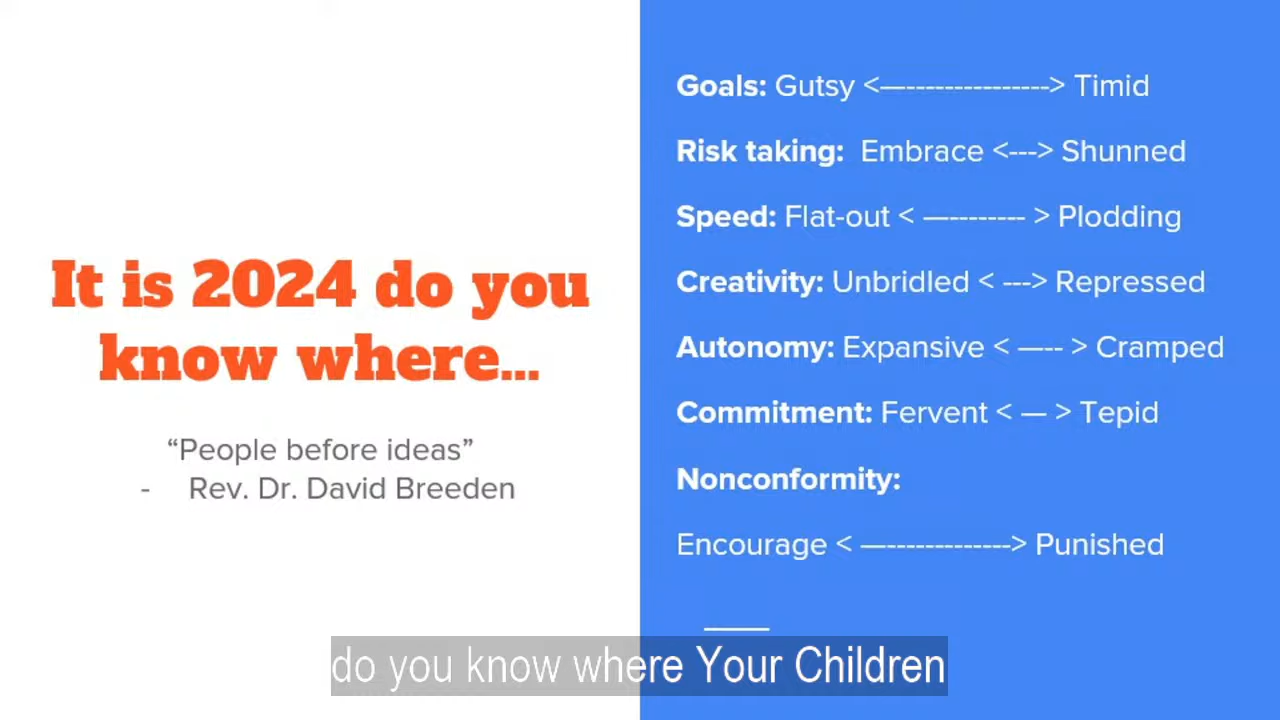 It is 2024 do you
know where...
“People before ideas”
- Rev. Dr. David Breeden
Goals: Gutsy <—----------------> Timid
Risk taking: Embrace <---> Shunned
Speed: Flat-out < —-------- > Plodding
Creativity: Unbridled < ---> Repressed
Autonomy: Expansive < —-- > Cramped
Commitment: Fervent < — > Tepid
Nonconformity:
Encourage < —--------------> Punished
do you know where Your Children